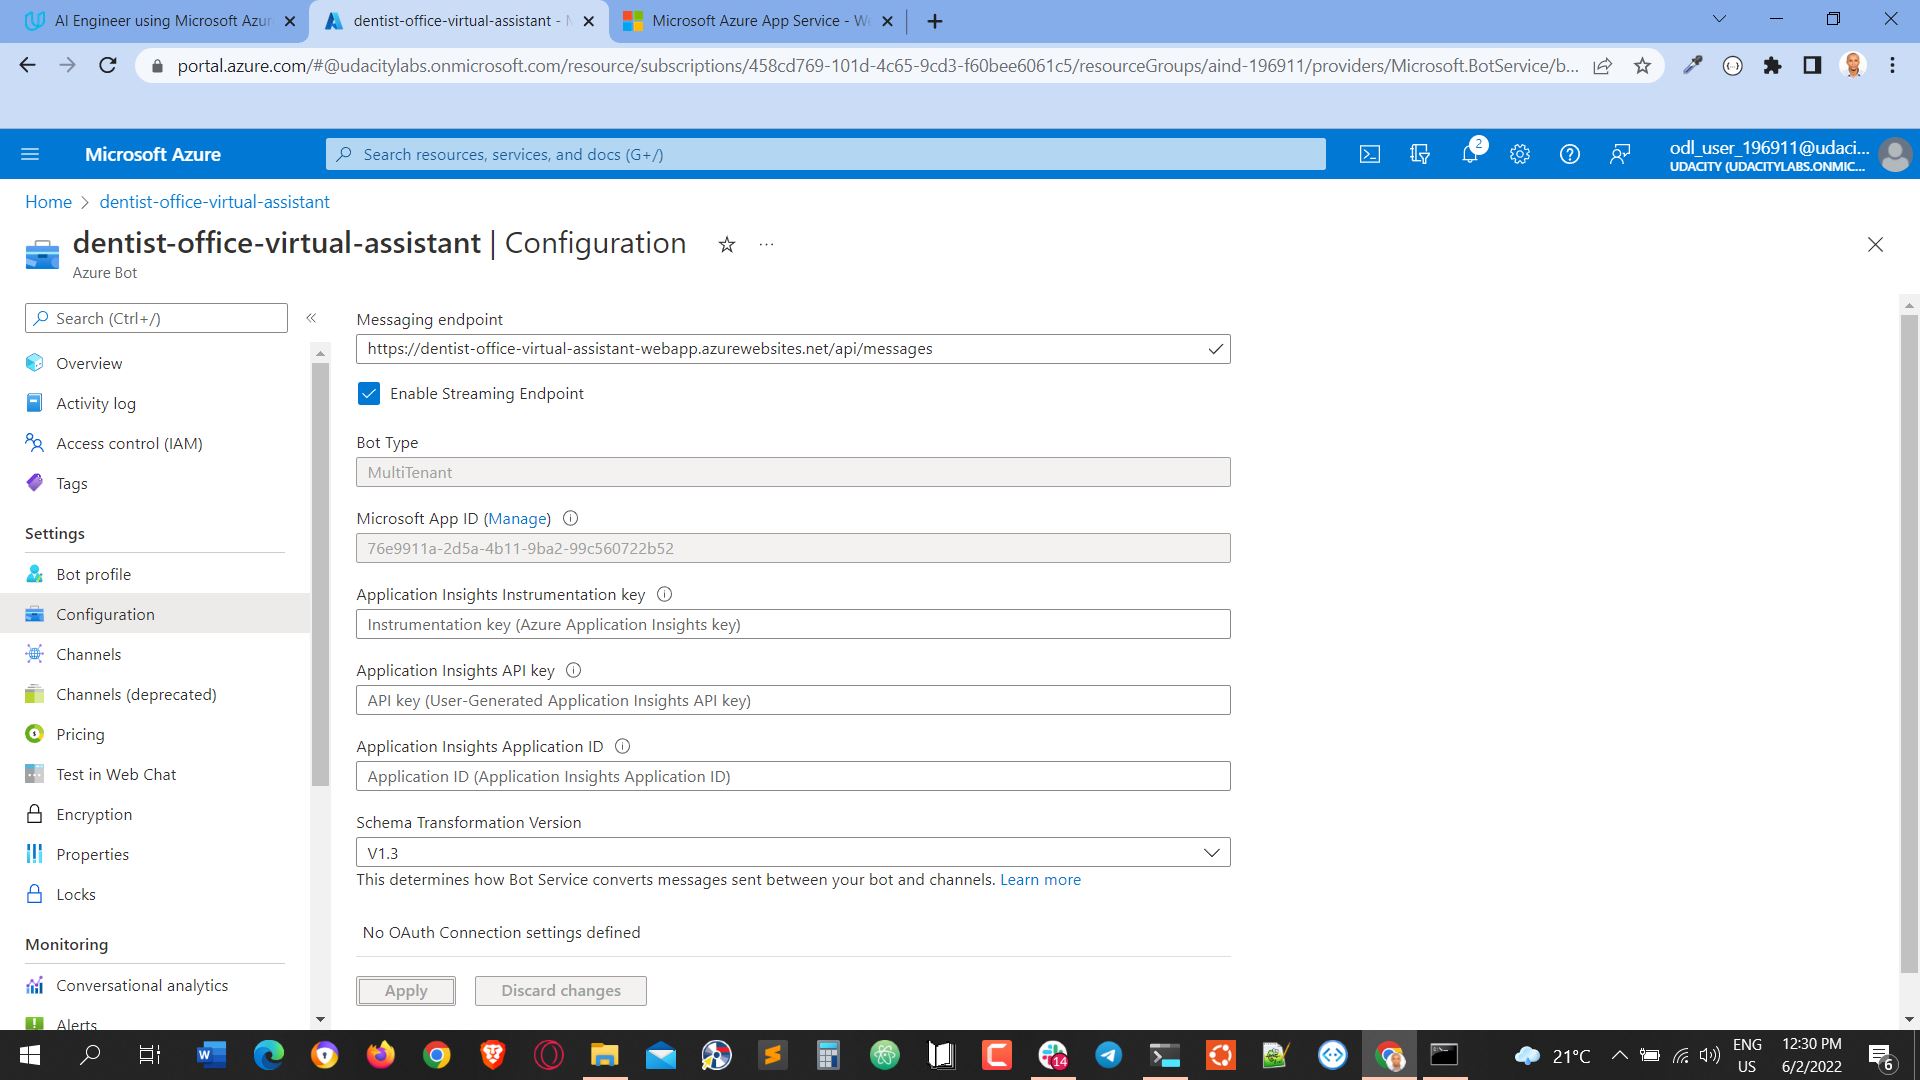 AI Engineer using Microsoft Azur
dentist-office-virtual-assistant - M
Microsoft Azure App Service - We
portal.azure.com/#@udacitylabs.onmicrosoft.com/resource/subscriptions/458cd769-101d-4c65-9cd3-f60bee6061c5/resourceGroups/aind-196911/providers/Microsoft.BotService/b...
Microsoft Azure
Search resources, services, and docs (G+/)
2
odl_user_196911@udaci...
UDACITY (UDACITYLABS.ONMIC...
Home > dentist-office-virtual-assistant
dentist-office-virtual-assistant | Configuration
Azure Bot
Search (Ctrl+/)
Overview
Activity log
Access control (IAM)
Tags
Settings
Bot profile
Configuration
Channels
Channels (deprecated)
Pricing
Test in Web Chat
Encryption
Properties
Locks
Monitoring
Conversational analytics
Alerts
Messaging endpoint
https://dentist-office-virtual-assistant-webapp.azurewebsites.net/api/messages
Enable Streaming Endpoint
Bot Type
MultiTenant
Microsoft App ID (Manage)
76e9911a-2d5a-4b11-9ba2-99c560722b52
Application Insights Instrumentation key
Instrumentation key (Azure Application Insights key)
Application Insights API key
API key (User-Generated Application Insights API key)
Application Insights Application ID
Application ID (Application Insights Application ID)
Schema Transformation Version
V1.3
This determines how Bot Service converts messages sent between your bot and channels. Learn more
No OAuth Connection settings defined
Apply
Discard changes
14
21°C
ENG
US
12:30 PM
6/2/2022
6